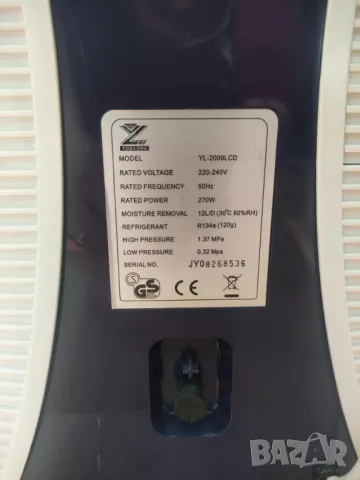 YOULONG
MODEL YL-2009LCD
RATED VOLTAGE 220-240V
RATED FREQUENCY 50Hz
RATED POWER 270W
MOISTURE REMOVAL 12L/D (30°C 80%RH)
REFRIGERANT R134a (120g)
HIGH PRESSURE 1.37 MPa
LOW PRESSURE 0.32 Mpa
SERIAL NO. JY08268536
GS CE
BAZAR